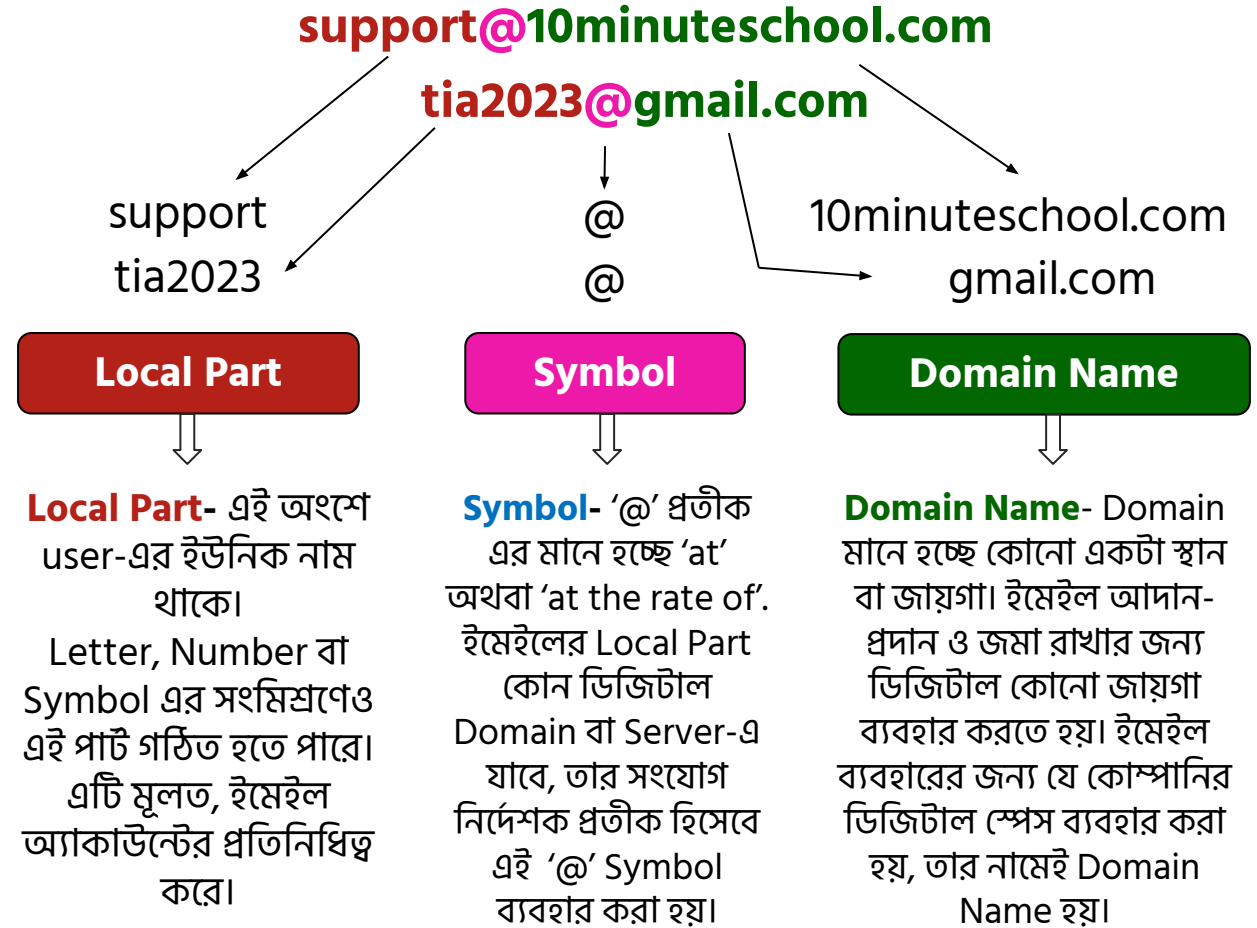 support@10minuteschool.com
tia2023@gmail.com
support
tia2023
@
@
10minuteschool.com
gmail.com
Local Part
Symbol
Domain Name
Local Part- এই অংশে
user-এর ইউনিক নাম
থাকে।
Letter, Number বা
Symbol এর সংমিশ্রণেও
এই পার্ট গঠিত হতে পারে।
এটি মূলত, ইমেইল
অ্যাকাউন্টের প্রতিনিধিত্ব
করে।
Symbol- ‘@’ প্রতীক
এর মানে হচ্ছে ‘at’
অথবা ‘at the rate of’.
ইমেইলের Local Part
কোন ডিজিটাল
Domain বা Server-এ
যাবে, তার সংযোগ
নির্দেশক প্রতীক হিসেবে
এই ‘@’ Symbol
ব্যবহার করা হয়।
Domain Name- Domain
মানে হচ্ছে কোনো একটা স্থান
বা জায়গা। ইমেইল আদান-
প্রদান ও জমা রাখার জন্য
ডিজিটাল কোনো জায়গা
ব্যবহার করতে হয়। ইমেইল
ব্যবহারের জন্য যে কোম্পানির
ডিজিটাল স্পেস ব্যবহার করা
হয়, তার নামেই Domain
Name হয়।